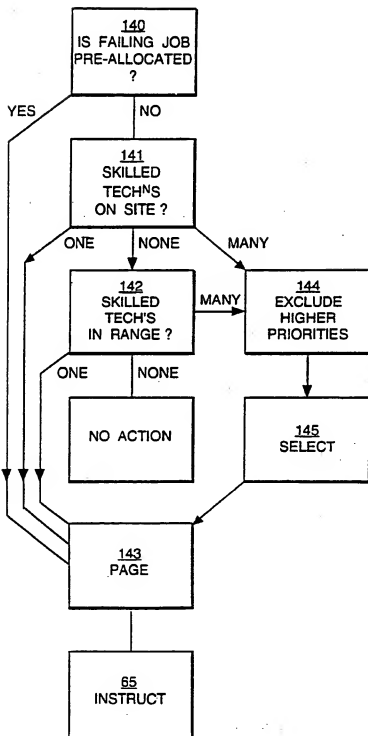 140
IS FAILING JOB
PRE-ALLOCATED
?
YES
NO
141
SKILLED
TECHᴺS
ON SITE ?
ONE
NONE
MANY
142
SKILLED
TECH'S
IN RANGE ?
MANY
144
EXCLUDE
HIGHER
PRIORITIES
ONE
NONE
NO ACTION
145
SELECT
143
PAGE
65
INSTRUCT